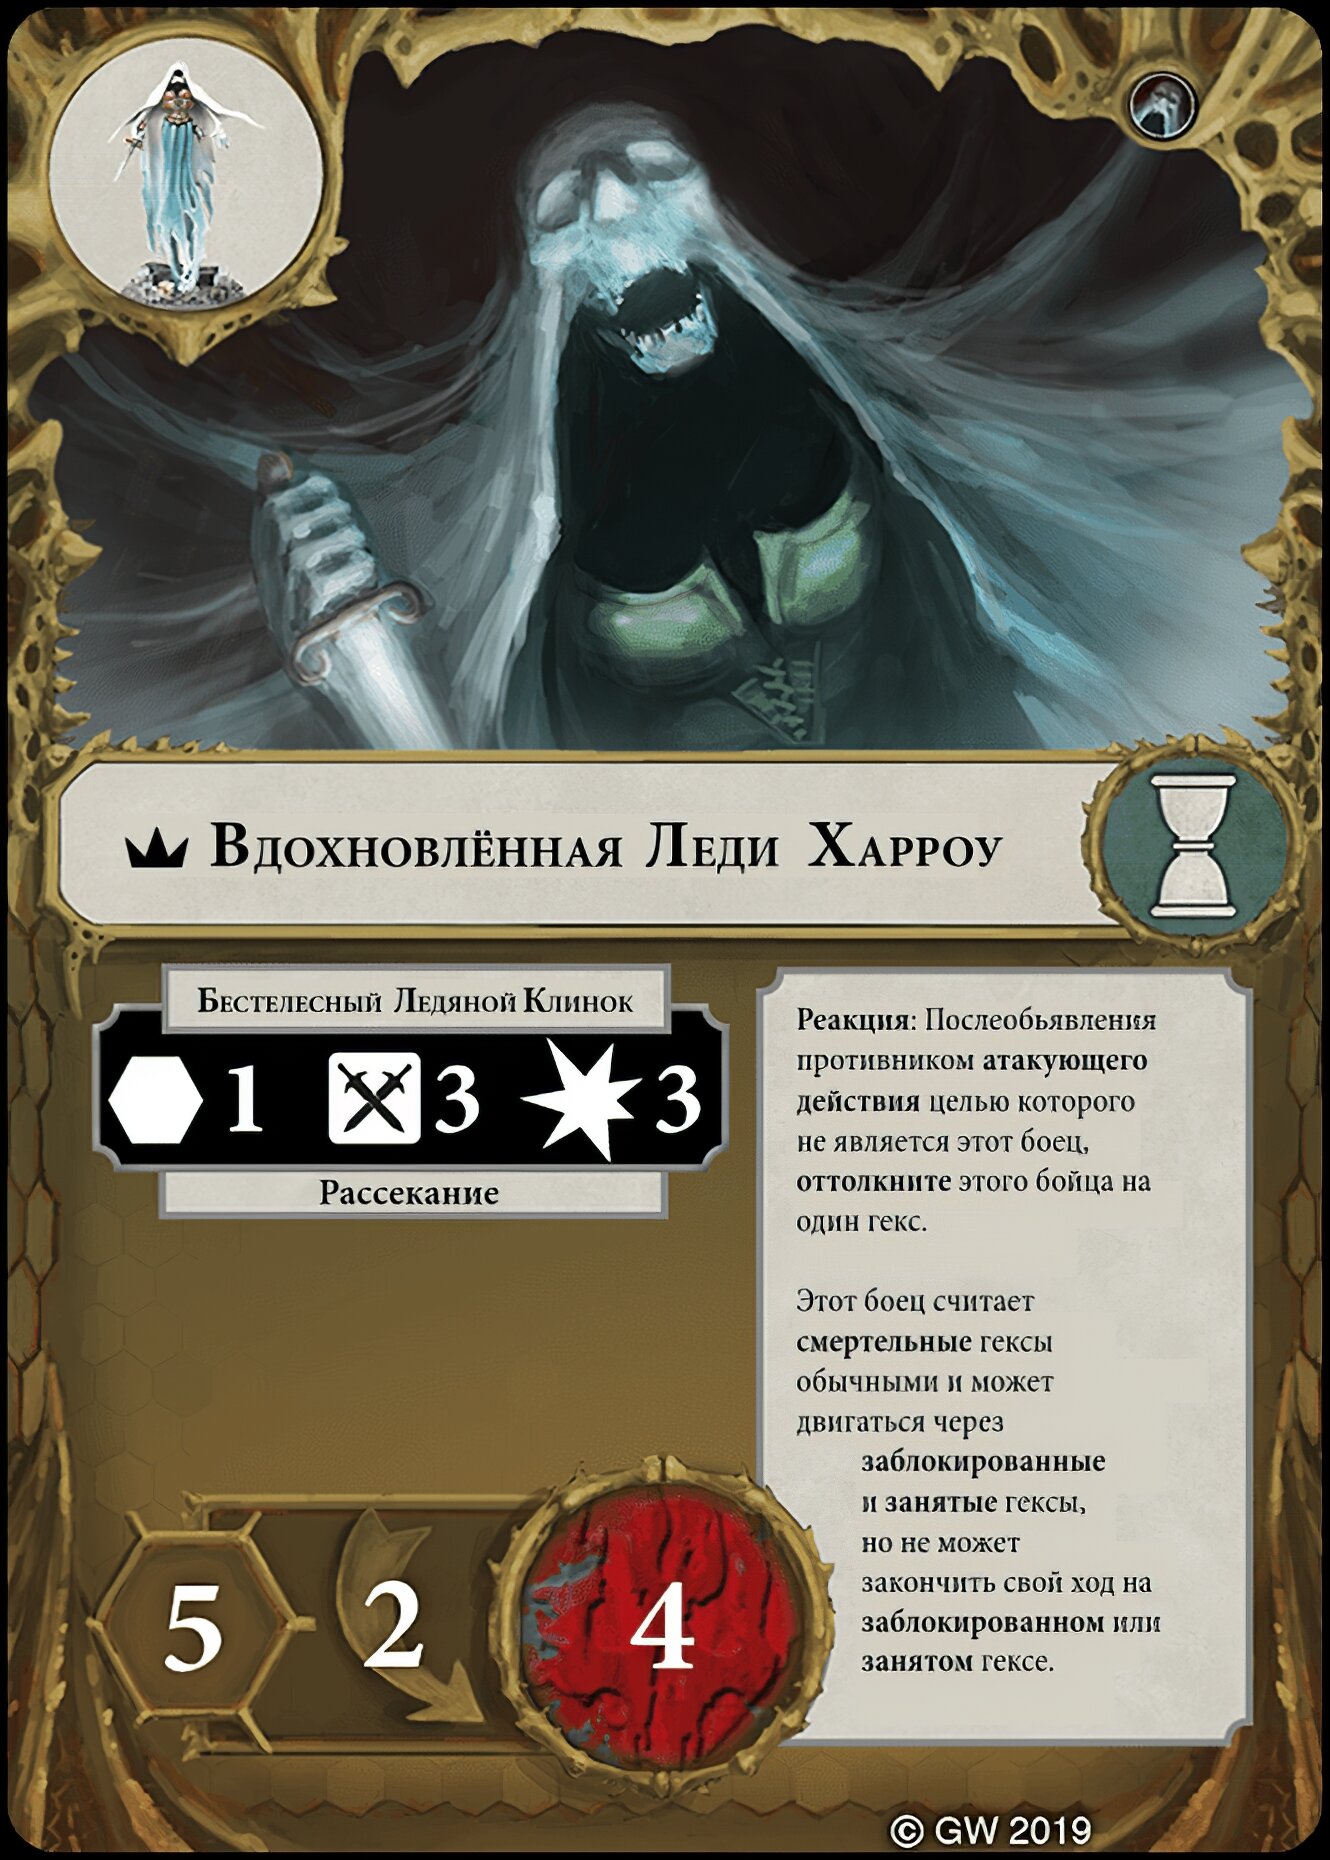 Вдохновлённая Леди Харроу
Бестелесный Ледяной Клинок
1 3 3
Рассекание
Реакция: Послеобьявления
противником атакующего
действия целью которого
не является этот боец,
оттолкните этого бойца на
один гекс.
Этот боец считает
смертельные гексы
обычными и может
двигаться через
заблокированные
и занятые гексы,
но не может
закончить свой ход на
заблокированном или
занятом гексе.
5 2 4
© GW 2019